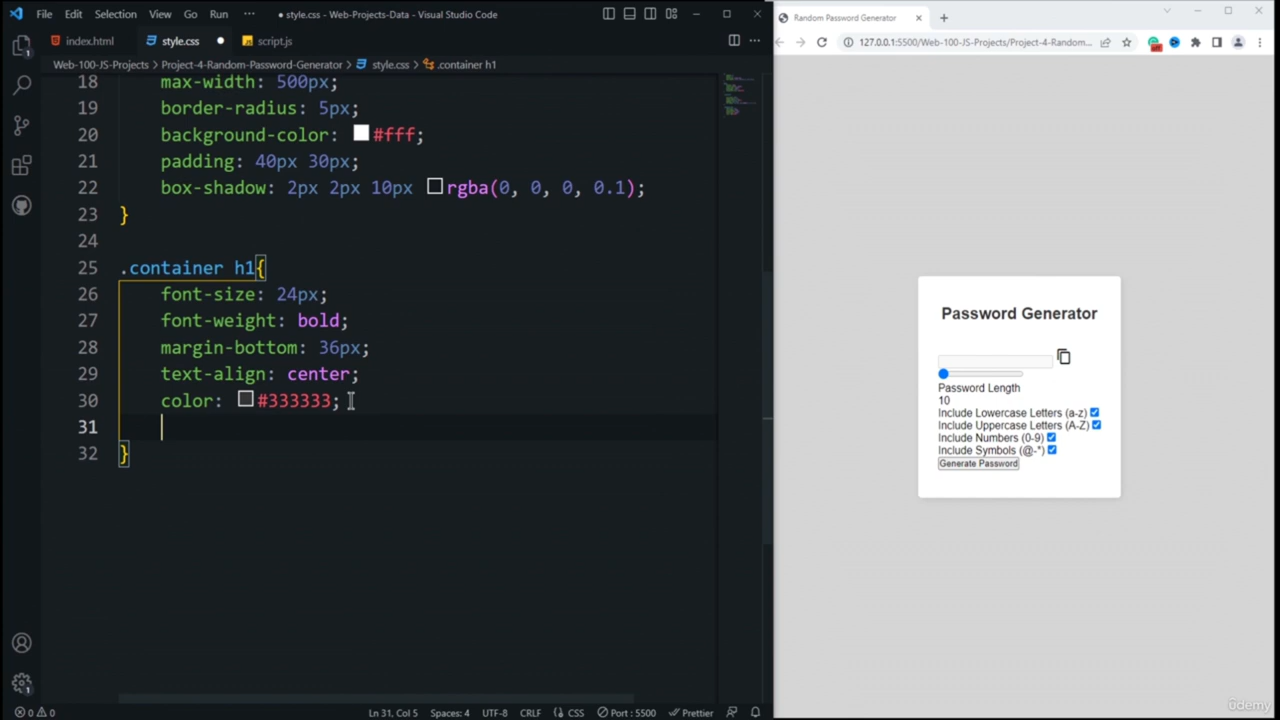 File Edit Selection View Go Run ··· ● style.css - Web-Projects-Data - Visual Studio Code
index.html style.css ● script.js
Web-100-JS-Projects > Project-4-Random-Password-Generator > style.css > .container h1
18 max-width: 500px;
19 border-radius: 5px;
20 background-color: #fff;
21 padding: 40px 30px;
22 box-shadow: 2px 2px 10px rgba(0, 0, 0, 0.1);
23 }
24
25 .container h1{
26 font-size: 24px;
27 font-weight: bold;
28 margin-bottom: 36px;
29 text-align: center;
30 color: #333333;
31
32 }
1
1
0 0 Ln 31, Col 5 Spaces: 4 UTF-8 CRLF CSS Port : 5500 Prettier
Random Password Generator
127.0.0.1:5500/Web-100-JS-Projects/Project-4-Random...
Password Generator
Password Length
10
Include Lowercase Letters (a-z)
Include Uppercase Letters (A-Z)
Include Numbers (0-9)
Include Symbols (@-*)
Generate Password
ûdemy